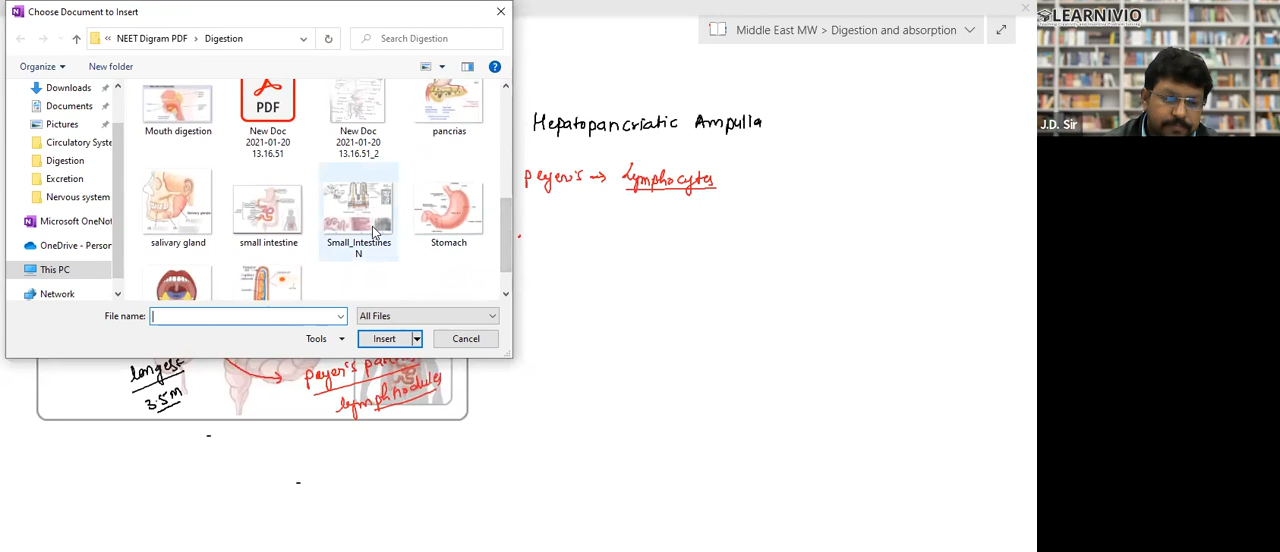 Choose Document to Insert
NEET Digram PDF > Digestion
Search Digestion
Organize
New folder
Downloads
Documents
Pictures
Circulatory Syste
Digestion
Excretion
Nervous system
Microsoft OneNot
OneDrive - Person
This PC
Network
PDF
Mouth digestion
New Doc
2021-01-20
13.16.51
New Doc
2021-01-20
13.16.51_2
pancrias
salivary gland
small intestine
Small_Intestines
N
Stomach
File name:
All Files
Tools
Insert
Cancel
Middle East MW > Digestion and absorption
Hepatopancriatic Ampulla
Peyer's → Lymphocytes
longest
3.5m
payer's
lymphnodules
LEARNIVIO
J.D. Sir